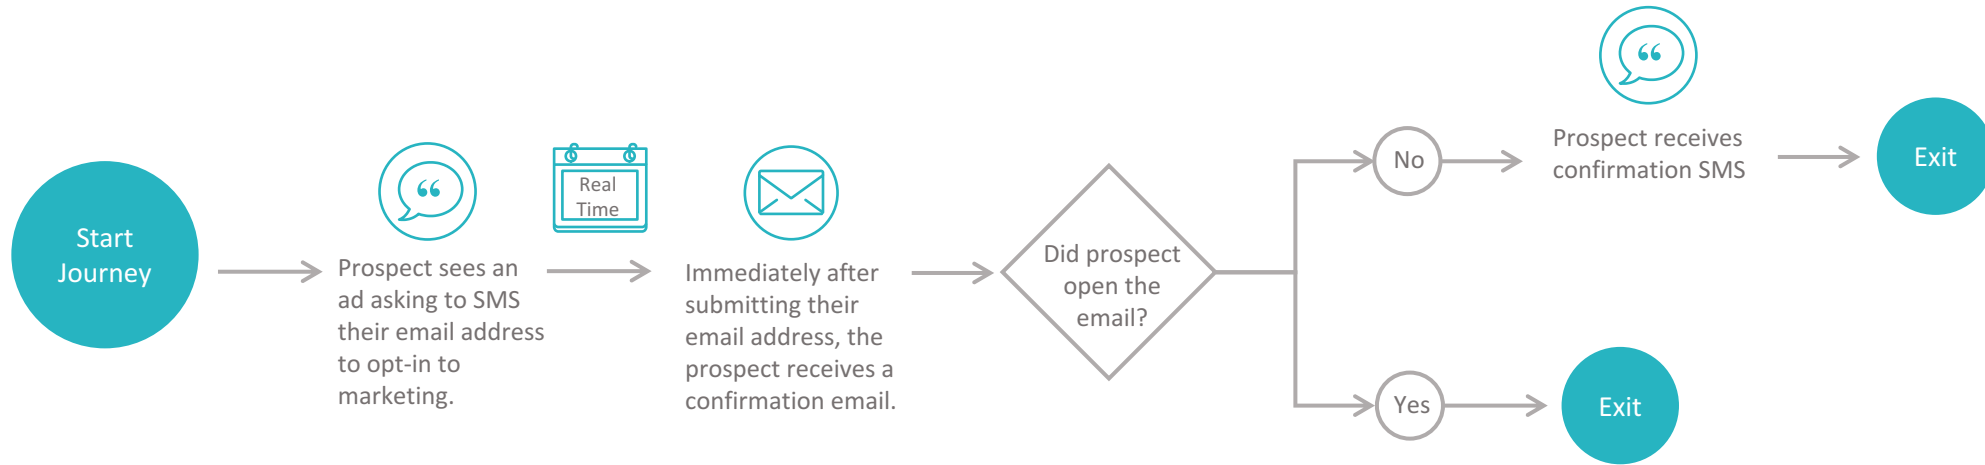 Start
Journey
Prospect sees an
ad asking to SMS
their email address
to opt-in to
marketing.
Real
Time
Immediately after
submitting their
email address, the
prospect receives a
confirmation email.
Did prospect
open the
email?
No
Prospect receives
confirmation SMS
Exit
Yes
Exit